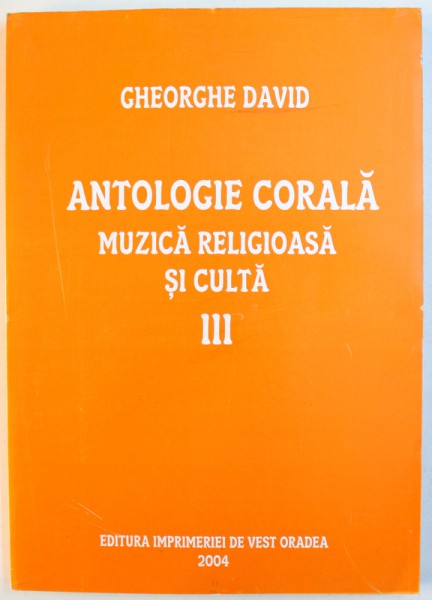 GHEORGHE DAVID
ANTOLOGIE CORALĂ
MUZICĂ RELIGIOASĂ
ȘI CULTĂ
III
EDITURA IMPRIMERIEI DE VEST ORADEA
2004